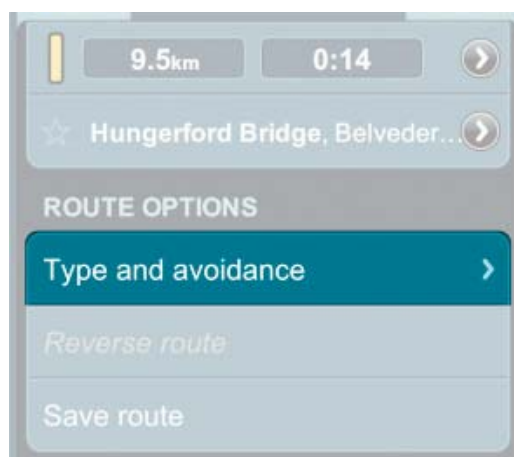 9.5km 0:14
Hungerford Bridge, Belveder...
ROUTE OPTIONS
Type and avoidance
Reverse route
Save route